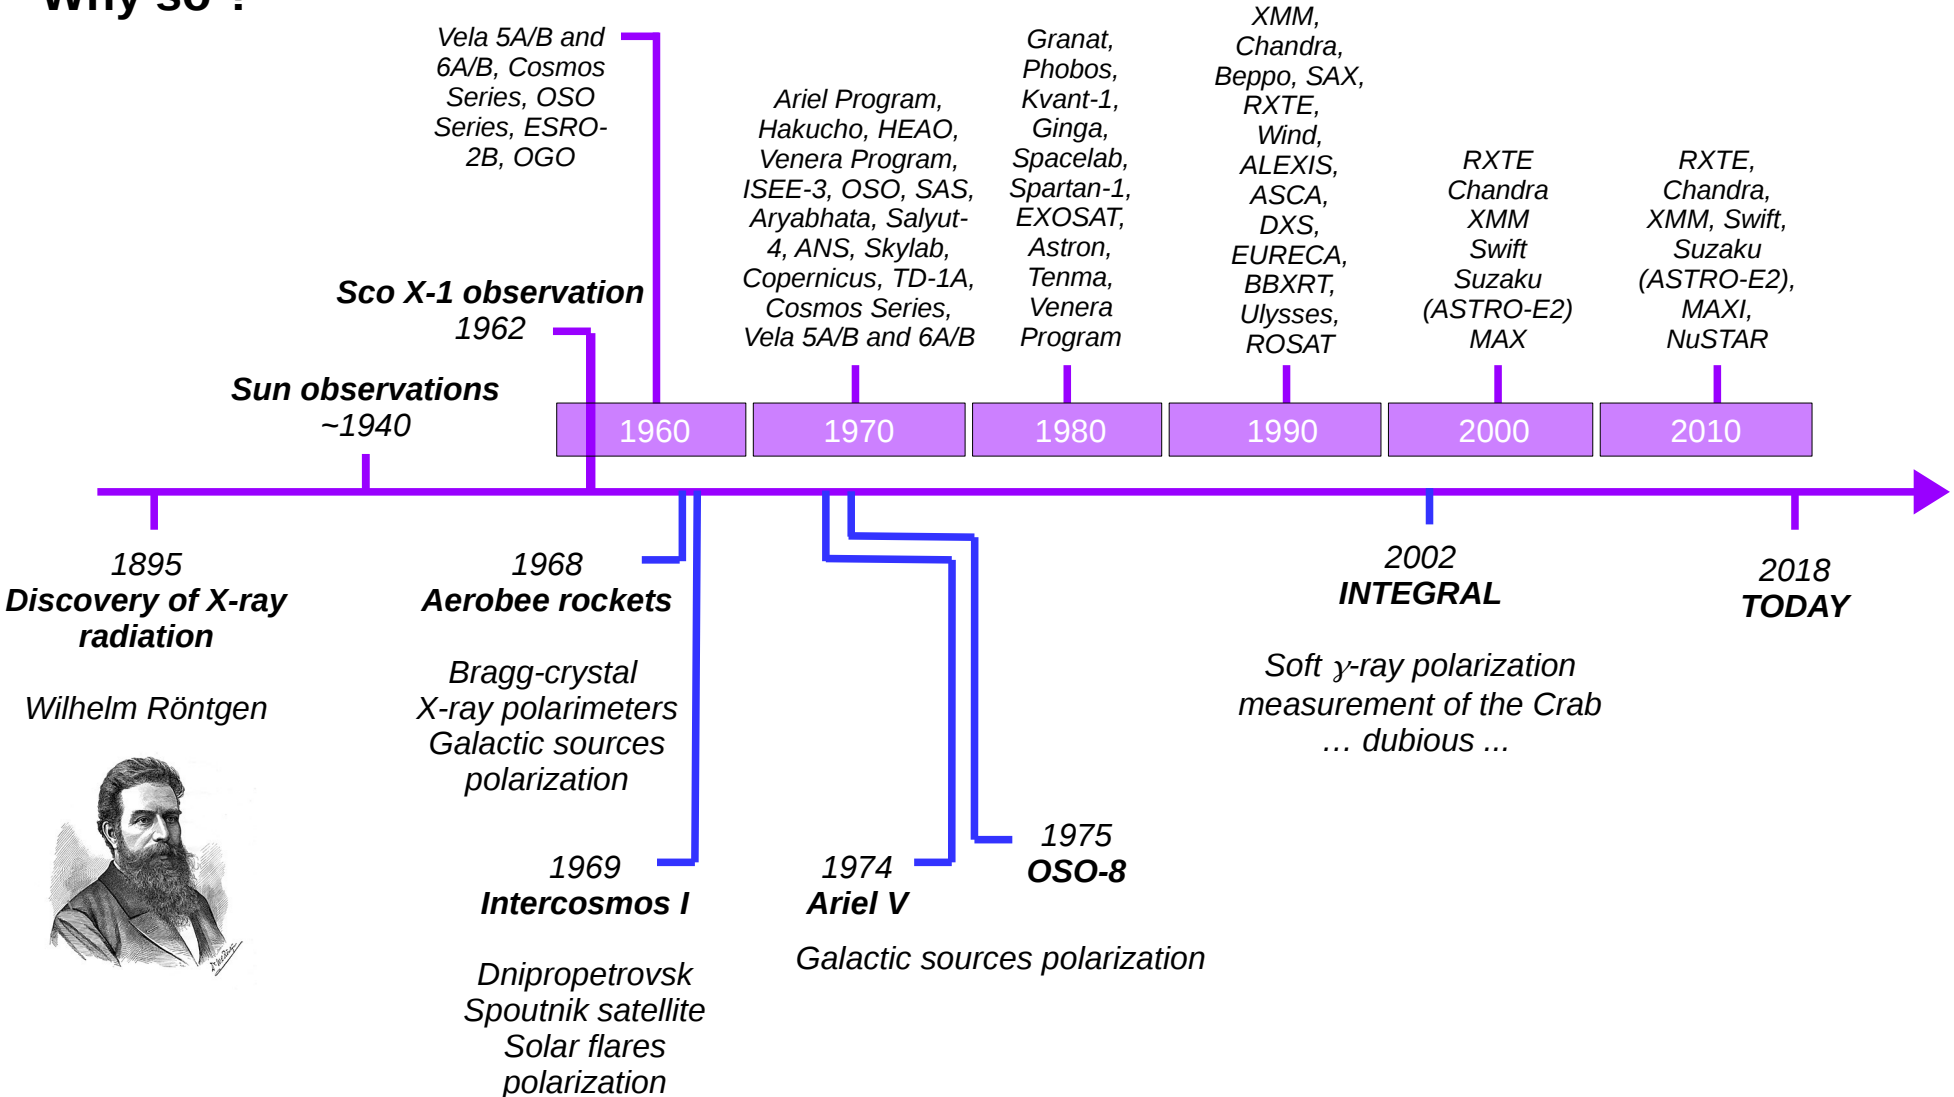 Why so ?
Vela 5A/B and
6A/B, Cosmos
Series, OSO
Series, ESRO-
2B, OGO
Ariel Program,
Hakucho, HEAO,
Venera Program,
ISEE-3, OSO, SAS,
Aryabhata, Salyut-
4, ANS, Skylab,
Copernicus, TD-1A,
Cosmos Series,
Vela 5A/B and 6A/B
Granat,
Phobos,
Kvant-1,
Ginga,
Spacelab,
Spartan-1,
EXOSAT,
Astron,
Tenma,
Venera
Program
XMM,
Chandra,
Beppo, SAX,
RXTE,
Wind,
ALEXIS,
ASCA,
DXS,
EURECA,
BBXRT,
Ulysses,
ROSAT
RXTE
Chandra
XMM
Swift
Suzaku
(ASTRO-E2)
MAX
RXTE,
Chandra,
XMM, Swift,
Suzaku
(ASTRO-E2),
MAXI,
NuSTAR
Sco X-1 observation
1962
Sun observations
~1940
1960
1970
1980
1990
2000
2010
1895
Discovery of X-ray
radiation
Wilhelm Röntgen
1968
Aerobee rockets
Bragg-crystal
X-ray polarimeters
Galactic sources
polarization
1969
Intercosmos I
Dnipropetrovsk
Spoutnik satellite
Solar flares
polarization
1974
Ariel V
1975
OSO-8
Galactic sources polarization
2002
INTEGRAL
Soft γ-ray polarization
measurement of the Crab
… dubious ...
2018
TODAY